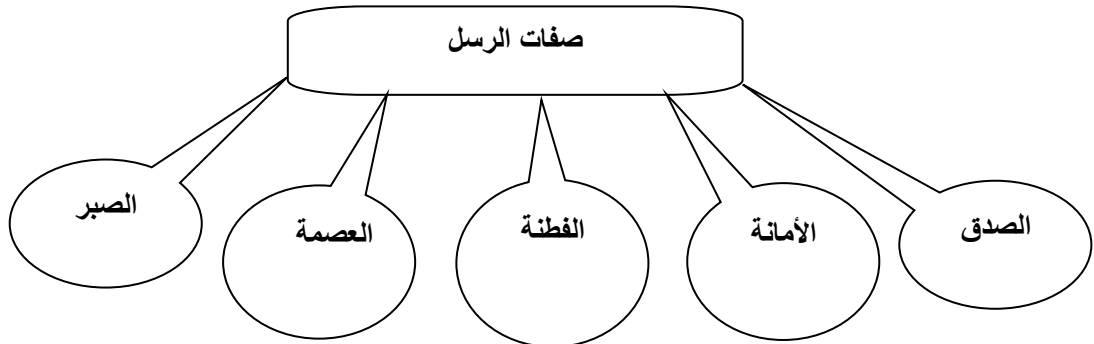 صفات الرسل
الصدق
الأمانة
الفطنة
العصمة
الصبر